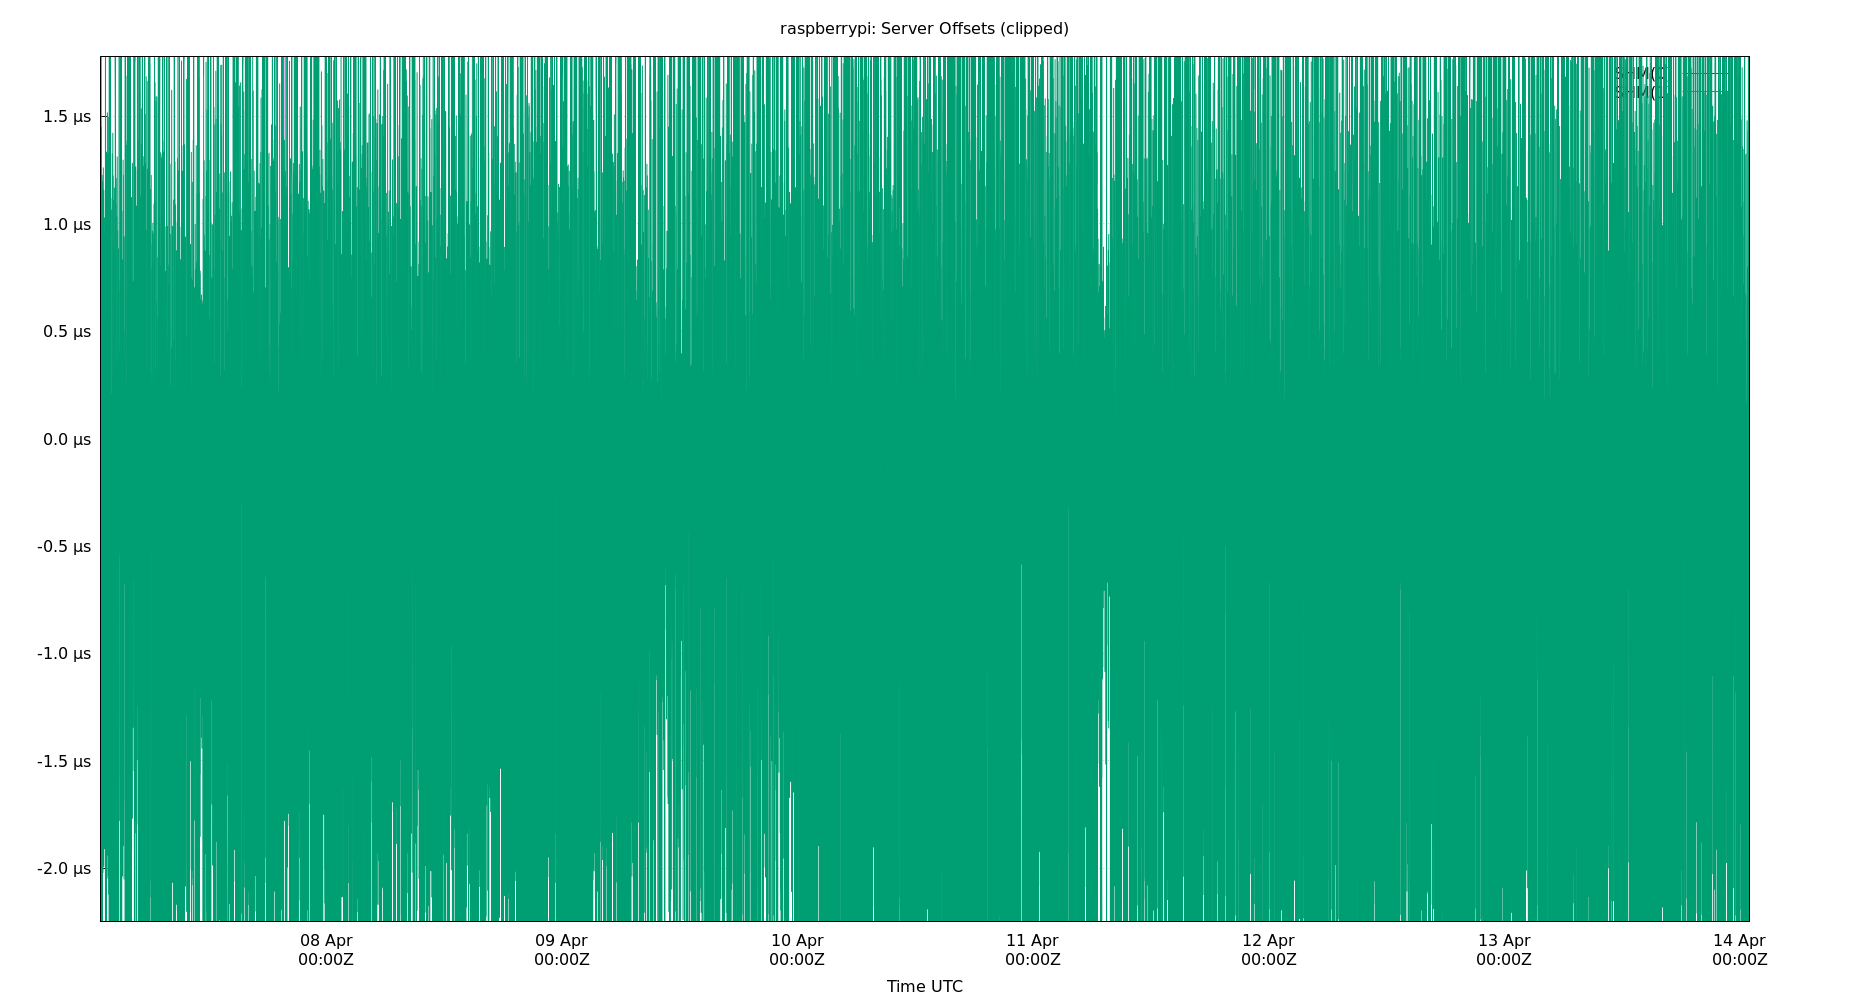 raspberrypi: Server Offsets (clipped)
1.5 µs
1.0 µs
0.5 µs
0.0 µs
-0.5 µs
-1.0 µs
-1.5 µs
-2.0 µs
08 Apr 09 Apr 10 Apr 11 Apr 12 Apr 13 Apr 14 Apr
00:00Z 00:00Z 00:00Z 00:00Z 00:00Z 00:00Z 00:00Z
Time UTC